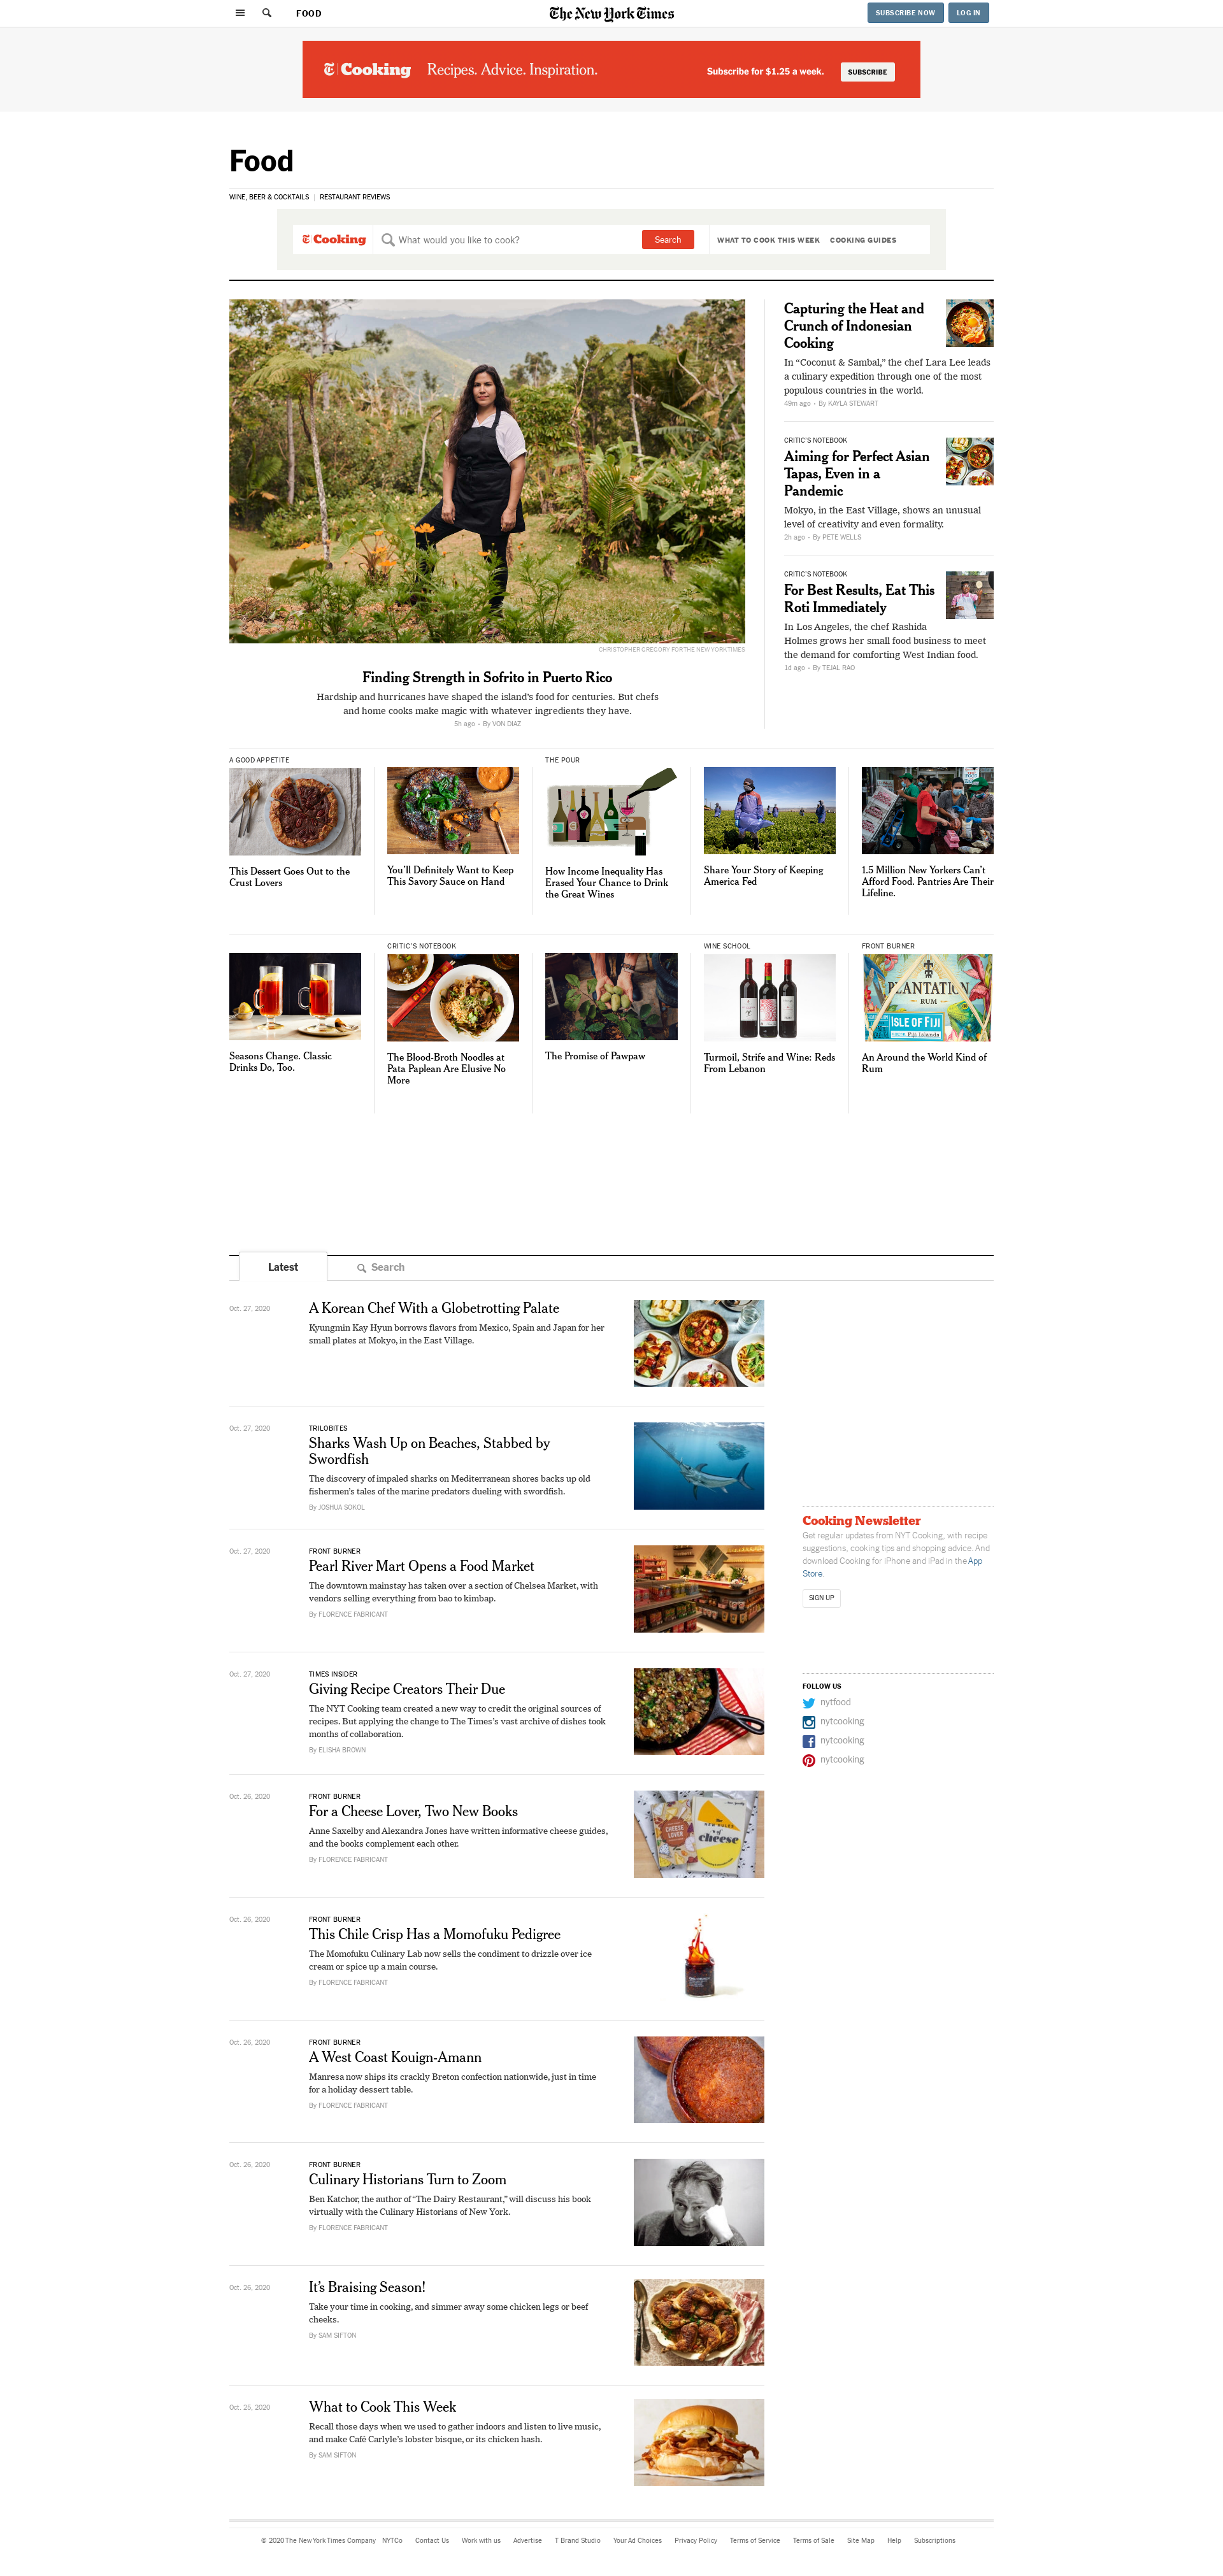 FOOD
The New York Times
SUBSCRIBE NOW
LOG IN
Cooking
Recipes. Advice. Inspiration.
Subscribe for $1.25 a week.
SUBSCRIBE
Food
WINE, BEER & COCKTAILS
RESTAURANT REVIEWS
Cooking
What would you like to cook?
Search
WHAT TO COOK THIS WEEK
COOKING GUIDES
CHRISTOPHER GREGORY FOR THE NEW YORK TIMES
Finding Strength in Sofrito in Puerto Rico
Hardship and hurricanes have shaped the island's food for centuries. But chefs
and home cooks make magic with whatever ingredients they have.
5h ago • By VON DIAZ
Capturing the Heat and
Crunch of Indonesian
Cooking
In “Coconut & Sambal,” the chef Lara Lee leads
a culinary expedition through one of the most
populous countries in the world.
49m ago • By KAYLA STEWART
CRITIC'S NOTEBOOK
Aiming for Perfect Asian
Tapas, Even in a
Pandemic
Mokyo, in the East Village, shows an unusual
level of creativity and even formality.
2h ago • By PETE WELLS
CRITIC'S NOTEBOOK
For Best Results, Eat This
Roti Immediately
In Los Angeles, the chef Rashida
Holmes grows her small food business to meet
the demand for comforting West Indian food.
1d ago • By TEJAL RAO
A GOOD APPETITE
This Dessert Goes Out to the
Crust Lovers
You’ll Definitely Want to Keep
This Savory Sauce on Hand
THE POUR
How Income Inequality Has
Erased Your Chance to Drink
the Great Wines
Share Your Story of Keeping
America Fed
1.5 Million New Yorkers Can’t
Afford Food. Pantries Are Their
Lifeline.
Seasons Change. Classic
Drinks Do, Too.
CRITIC'S NOTEBOOK
The Blood-Broth Noodles at
Pata Paplean Are Elusive No
More
The Promise of Pawpaw
WINE SCHOOL
Turmoil, Strife and Wine: Reds
From Lebanon
FRONT BURNER
PLANTATION
RUM
ISLE OF FIJI
Fiji Islands
An Around the World Kind of
Rum
Latest
Search
Oct. 27, 2020
A Korean Chef With a Globetrotting Palate
Kyungmin Kay Hyun borrows flavors from Mexico, Spain and Japan for her
small plates at Mokyo, in the East Village.
Oct. 27, 2020
TRILOBITES
Sharks Wash Up on Beaches, Stabbed by
Swordfish
The discovery of impaled sharks on Mediterranean shores backs up old
fishermen’s tales of the marine predators dueling with swordfish.
By JOSHUA SOKOL
Oct. 27, 2020
FRONT BURNER
Pearl River Mart Opens a Food Market
The downtown mainstay has taken over a section of Chelsea Market, with
vendors selling everything from bao to kimbap.
By FLORENCE FABRICANT
Oct. 27, 2020
TIMES INSIDER
Giving Recipe Creators Their Due
The NYT Cooking team created a new way to credit the original sources of
recipes. But applying the change to The Times’s vast archive of dishes took
months of collaboration.
By ELISHA BROWN
Oct. 26, 2020
FRONT BURNER
For a Cheese Lover, Two New Books
Anne Saxelby and Alexandra Jones have written informative cheese guides,
and the books complement each other.
By FLORENCE FABRICANT
CHEESE
LOVER
cheese
Oct. 26, 2020
FRONT BURNER
This Chile Crisp Has a Momofuku Pedigree
The Momofuku Culinary Lab now sells the condiment to drizzle over ice
cream or spice up a main course.
By FLORENCE FABRICANT
Oct. 26, 2020
FRONT BURNER
A West Coast Kouign-Amann
Manresa now ships its crackly Breton confection nationwide, just in time
for a holiday dessert table.
By FLORENCE FABRICANT
Oct. 26, 2020
FRONT BURNER
Culinary Historians Turn to Zoom
Ben Katchor, the author of “The Dairy Restaurant,” will discuss his book
virtually with the Culinary Historians of New York.
By FLORENCE FABRICANT
Oct. 26, 2020
It’s Braising Season!
Take your time in cooking, and simmer away some chicken legs or beef
cheeks.
By SAM SIFTON
Oct. 25, 2020
What to Cook This Week
Recall those days when we used to gather indoors and listen to live music,
and make Café Carlyle’s lobster bisque, or its chicken hash.
By SAM SIFTON
Cooking Newsletter
Get regular updates from NYT Cooking, with recipe
suggestions, cooking tips and shopping advice. And
download Cooking for iPhone and iPad in the App
Store.
SIGN UP
FOLLOW US
nytfood
nytcooking
nytcooking
nytcooking
© 2020 The New York Times Company NYTCo Contact Us Work with us Advertise T Brand Studio Your Ad Choices Privacy Policy Terms of Service Terms of Sale Site Map Help Subscriptions